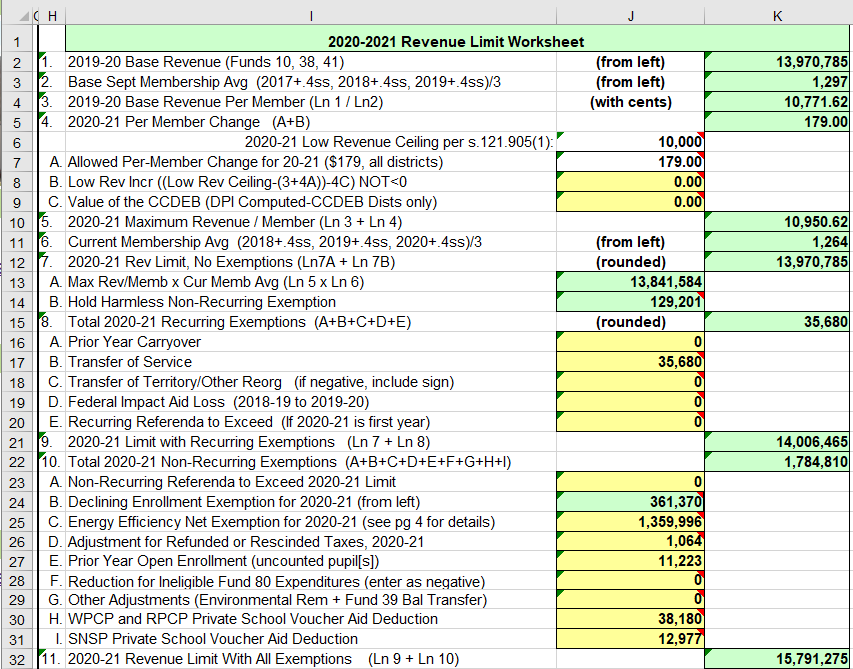 H I J K
1 2020-2021 Revenue Limit Worksheet
2 1. 2019-20 Base Revenue (Funds 10, 38, 41) (from left) 13,970,785
3 2. Base Sept Membership Avg (2017+.4ss, 2018+.4ss, 2019+.4ss)/3 (from left) 1,297
4 3. 2019-20 Base Revenue Per Member (Ln 1 / Ln2) (with cents) 10,771.62
5 4. 2020-21 Per Member Change (A+B) 179.00
6 2020-21 Low Revenue Ceiling per s.121.905(1): 10,000
7 A. Allowed Per-Member Change for 20-21 ($179, all districts) 179.00
8 B. Low Rev Incr ((Low Rev Ceiling-(3+4A))-4C) NOT<0 0.00
9 C. Value of the CCDEB (DPI Computed-CCDEB Dists only) 0.00
10 5. 2020-21 Maximum Revenue / Member (Ln 3 + Ln 4) 10,950.62
11 6. Current Membership Avg (2018+.4ss, 2019+.4ss, 2020+.4ss)/3 (from left) 1,264
12 7. 2020-21 Rev Limit, No Exemptions (Ln7A + Ln 7B) (rounded) 13,970,785
13 A. Max Rev/Memb x Cur Memb Avg (Ln 5 x Ln 6) 13,841,584
14 B. Hold Harmless Non-Recurring Exemption 129,201
15 8. Total 2020-21 Recurring Exemptions (A+B+C+D+E) (rounded) 35,680
16 A. Prior Year Carryover 0
17 B. Transfer of Service 35,680
18 C. Transfer of Territory/Other Reorg (if negative, include sign) 0
19 D. Federal Impact Aid Loss (2018-19 to 2019-20) 0
20 E. Recurring Referenda to Exceed (If 2020-21 is first year) 0
21 9. 2020-21 Limit with Recurring Exemptions (Ln 7 + Ln 8) 14,006,465
22 10. Total 2020-21 Non-Recurring Exemptions (A+B+C+D+E+F+G+H+I) 1,784,810
23 A. Non-Recurring Referenda to Exceed 2020-21 Limit 0
24 B. Declining Enrollment Exemption for 2020-21 (from left) 361,370
25 C. Energy Efficiency Net Exemption for 2020-21 (see pg 4 for details) 1,359,996
26 D. Adjustment for Refunded or Rescinded Taxes, 2020-21 1,064
27 E. Prior Year Open Enrollment (uncounted pupil[s]) 11,223
28 F. Reduction for Ineligible Fund 80 Expenditures (enter as negative) 0
29 G. Other Adjustments (Environmental Rem + Fund 39 Bal Transfer) 0
30 H. WPCP and RPCP Private School Voucher Aid Deduction 38,180
31 I. SNSP Private School Voucher Aid Deduction 12,977
32 11. 2020-21 Revenue Limit With All Exemptions (Ln 9 + Ln 10) 15,791,275